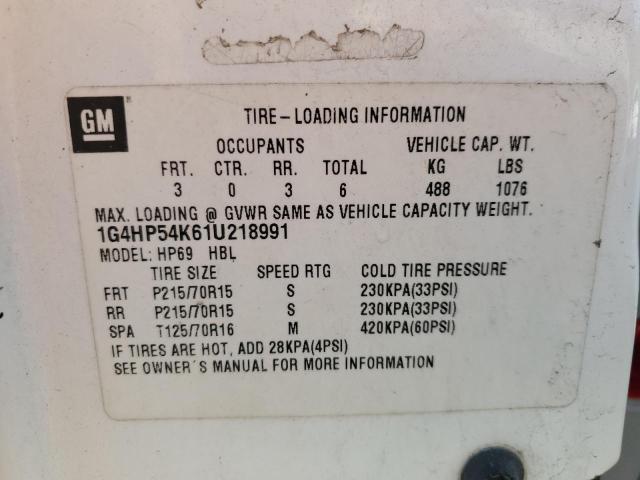 GM
TIRE-LOADING INFORMATION
OCCUPANTS VEHICLE CAP. WT.
FRT. CTR. RR. TOTAL KG LBS
3 0 3 6 488 1076
MAX. LOADING @ GVWR SAME AS VEHICLE CAPACITY WEIGHT.
1G4HP54K61U218991
MODEL: HP69 HBL
TIRE SIZE SPEED RTG COLD TIRE PRESSURE
FRT P215/70R15 S 230KPA(33PSI)
RR P215/70R15 S 230KPA(33PSI)
SPA T125/70R16 M 420KPA(60PSI)
IF TIRES ARE HOT, ADD 28KPA(4PSI)
SEE OWNER'S MANUAL FOR MORE INFORMATION